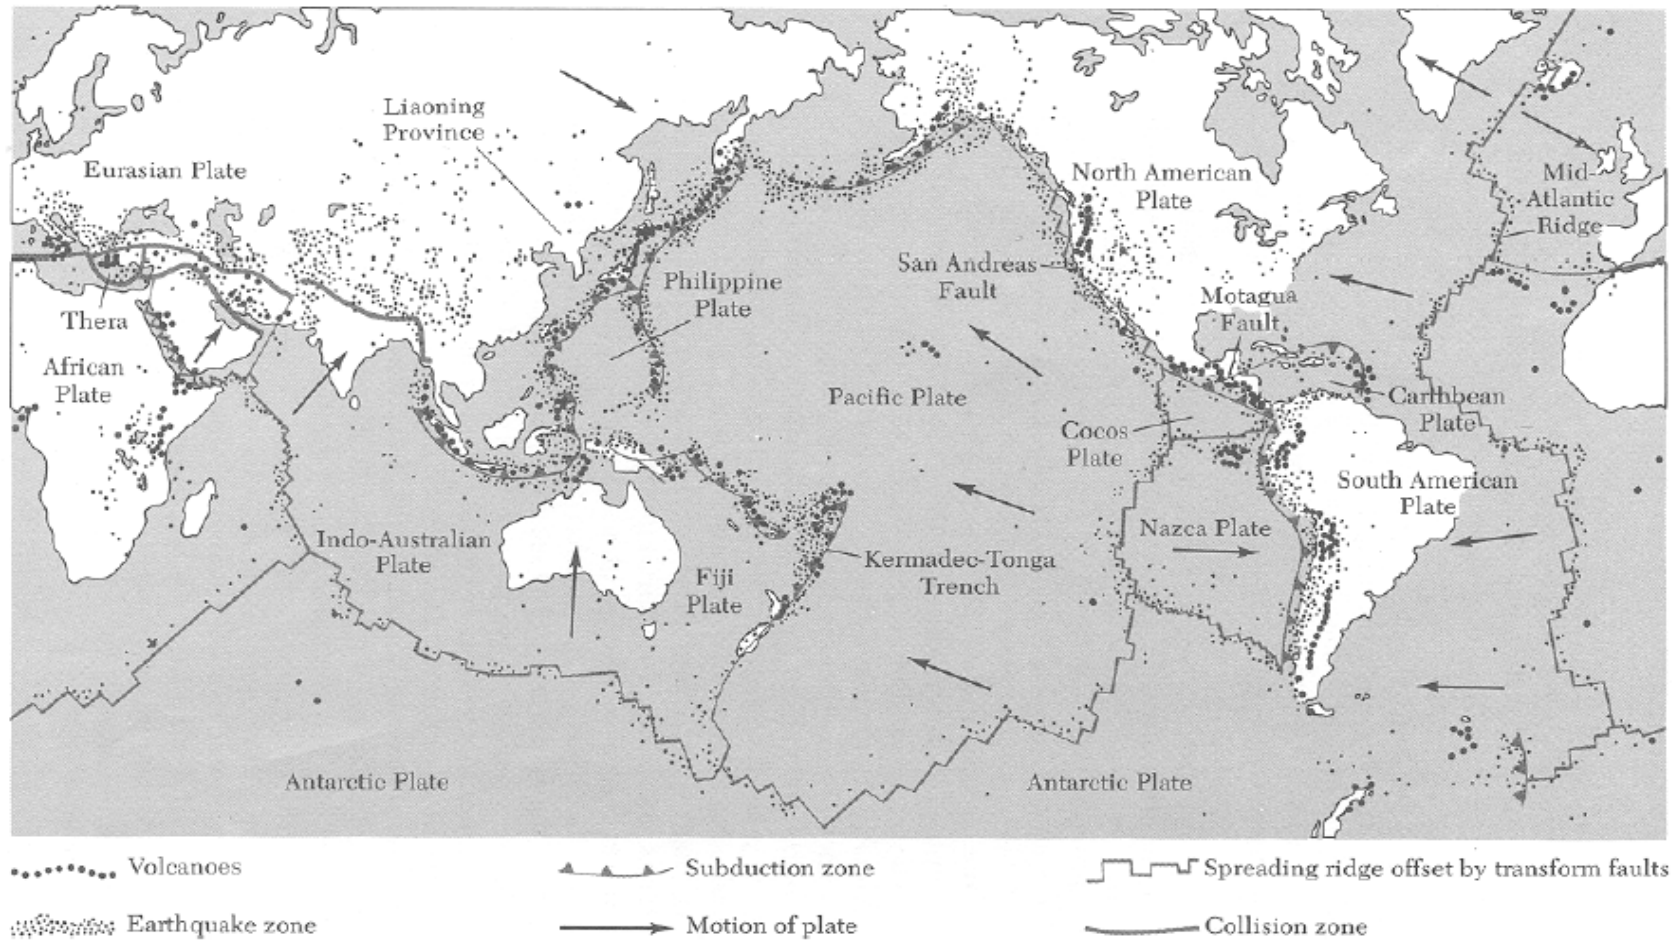 Liaoning
Province
Eurasian Plate
North American
Plate
Mid-
Atlantic
Ridge
San Andreas
Fault
Philippine
Plate
Motagua
Fault
Thera
African
Plate
Pacific Plate
Caribbean
Plate
Cocos
Plate
South American
Plate
Nazca Plate
Indo-Australian
Plate
Kermadec-Tonga
Trench
Fiji
Plate
Antarctic Plate
Antarctic Plate
Volcanoes
Subduction zone
Spreading ridge offset by transform faults
Earthquake zone
Motion of plate
Collision zone